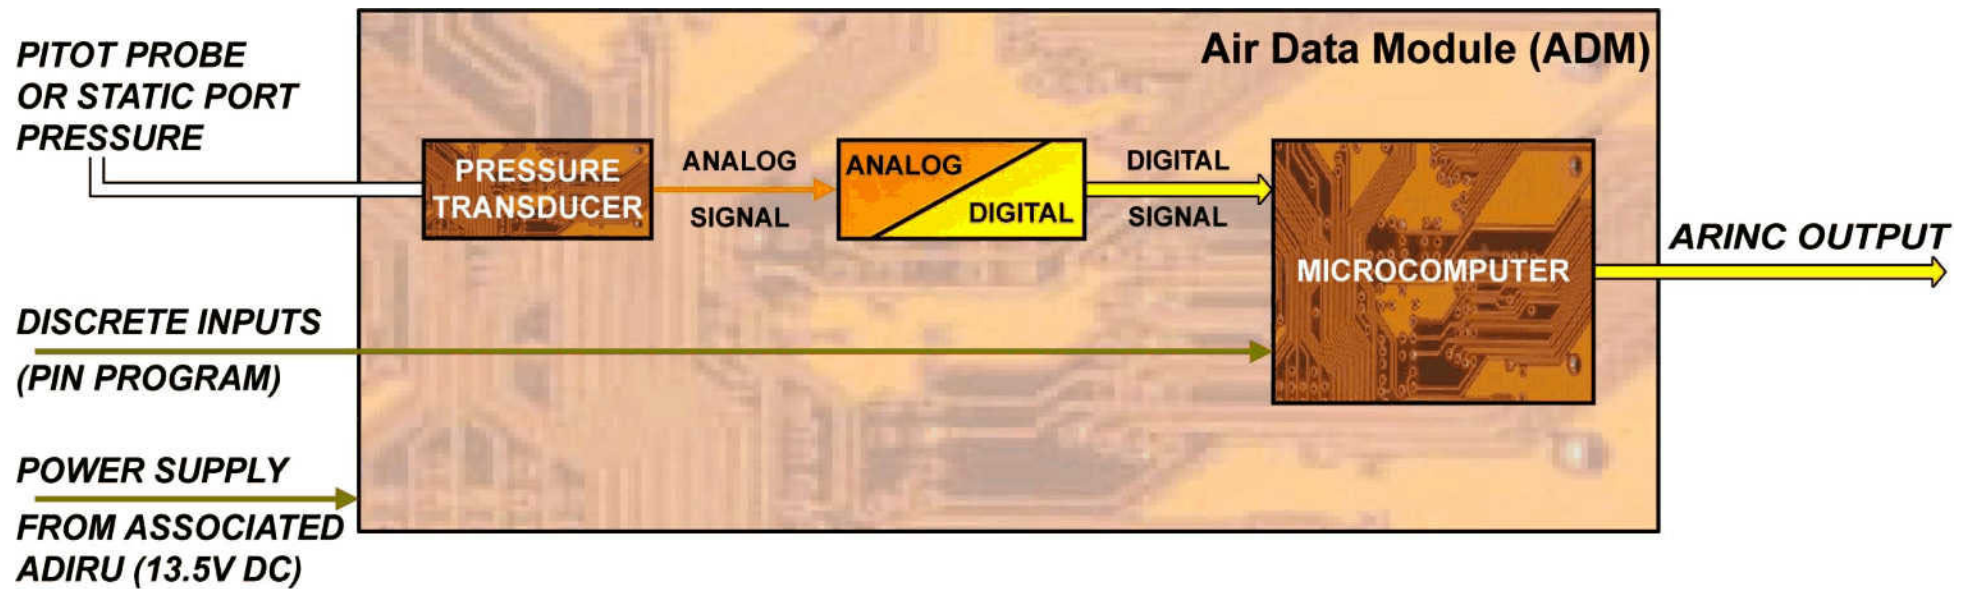 Air Data Module (ADM)
PITOT PROBE
OR STATIC PORT
PRESSURE
PRESSURE
TRANSDUCER
ANALOG
SIGNAL
ANALOG
DIGITAL
DIGITAL
SIGNAL
MICROCOMPUTER
ARINC OUTPUT
DISCRETE INPUTS
(PIN PROGRAM)
POWER SUPPLY
FROM ASSOCIATED
ADIRU (13.5V DC)